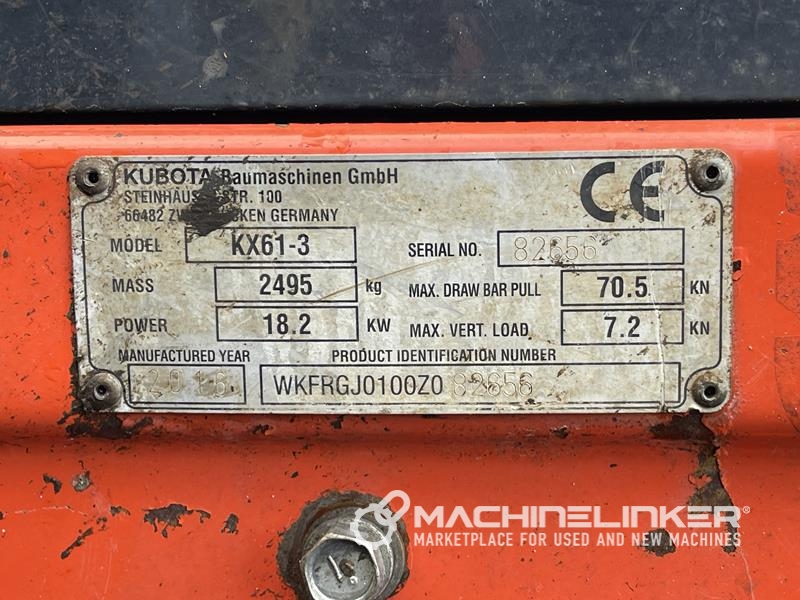 KUBOTA Baumaschinen GmbH
STR. 100
66482 GERMANY
CE
MODEL KX61-3 SERIAL NO. 82656
MASS 2495 kg MAX. DRAW BAR PULL 70.5 KN
POWER 18.2 KW MAX. VERT. LOAD 7.2 KN
MANUFACTURED YEAR PRODUCT IDENTIFICATION NUMBER
2016 WKFRGJ0100Z0 82656
MACHINELINKER®
MARKETPLACE FOR USED AND NEW MACHINES